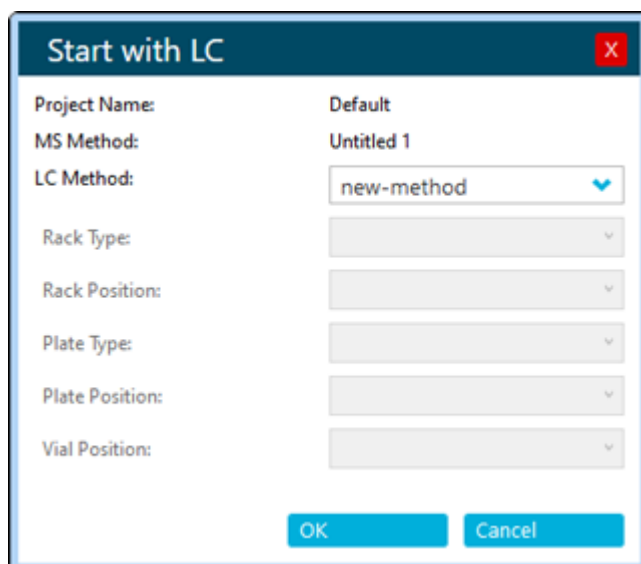 Start with LC
X
Project Name: Default
MS Method: Untitled 1
LC Method: new-method
Rack Type:
Rack Position:
Plate Type:
Plate Position:
Vial Position:
OK Cancel